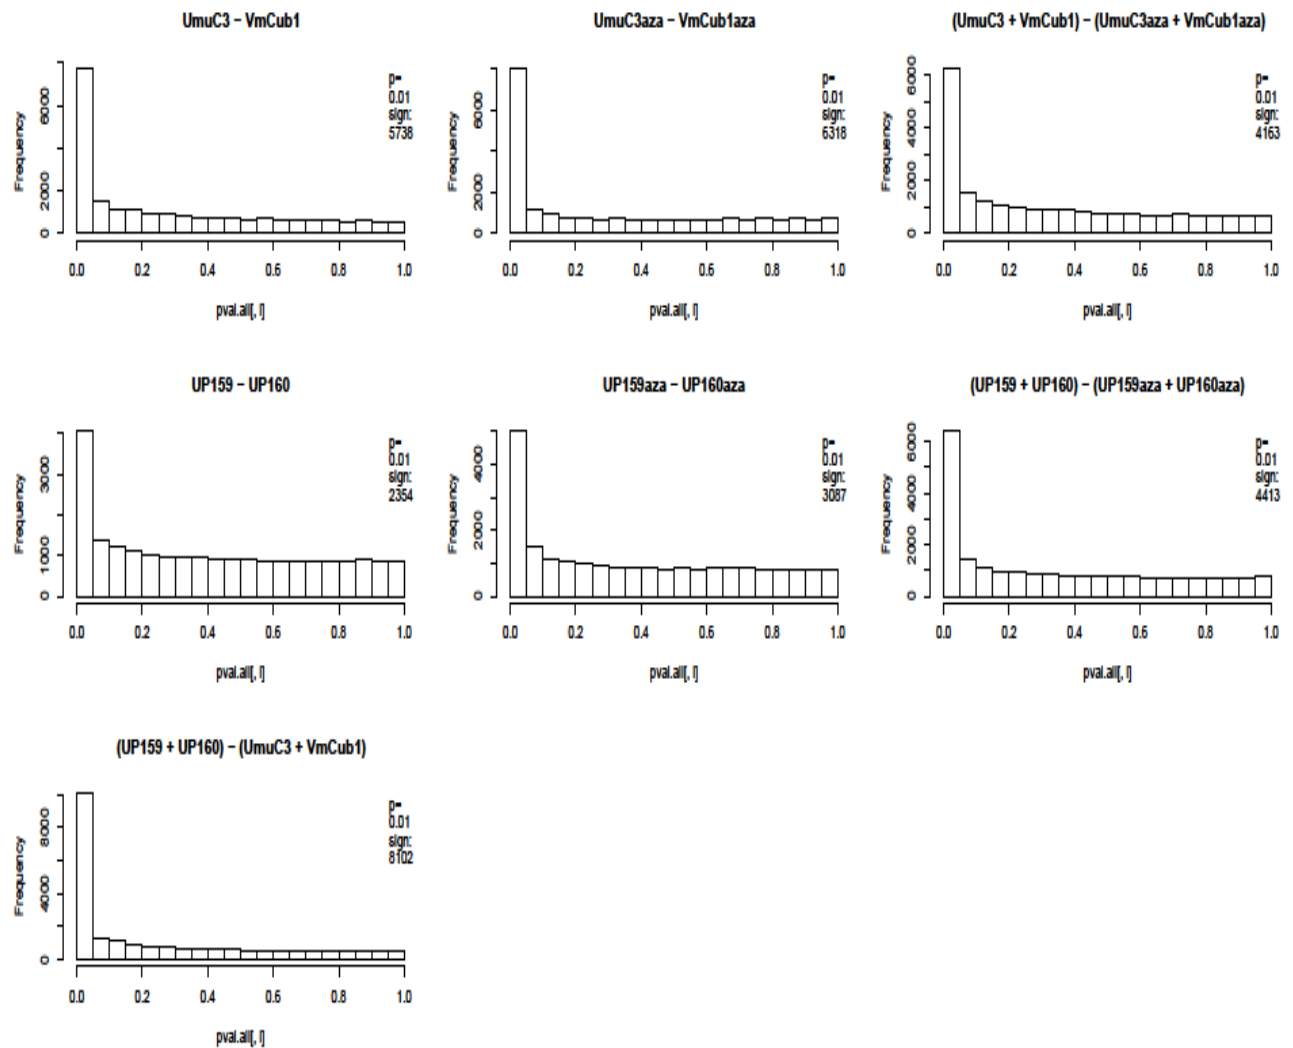 UmuC3 − VmCub1
Frequency
0
2000
6000
p=
0.01
sign:
5738
0.0 0.2 0.4 0.6 0.8 1.0
pval.all[, i]
UmuC3aza − VmCub1aza
Frequency
0
2000
6000
p=
0.01
sign:
6318
0.0 0.2 0.4 0.6 0.8 1.0
pval.all[, i]
(UmuC3 + VmCub1) − (UmuC3aza + VmCub1aza)
Frequency
0
2000
4000
6000
p=
0.01
sign:
4163
0.0 0.2 0.4 0.6 0.8 1.0
pval.all[, i]
UP159 − UP160
Frequency
0
1000
3000
p=
0.01
sign:
2354
0.0 0.2 0.4 0.6 0.8 1.0
pval.all[, i]
UP159aza − UP160aza
Frequency
0
2000
4000
p=
0.01
sign:
3087
0.0 0.2 0.4 0.6 0.8 1.0
pval.all[, i]
(UP159 + UP160) − (UP159aza + UP160aza)
Frequency
0
2000
4000
6000
p=
0.01
sign:
4413
0.0 0.2 0.4 0.6 0.8 1.0
pval.all[, i]
(UP159 + UP160) − (UmuC3 + VmCub1)
Frequency
0
4000
8000
p=
0.01
sign:
8102
0.0 0.2 0.4 0.6 0.8 1.0
pval.all[, i]